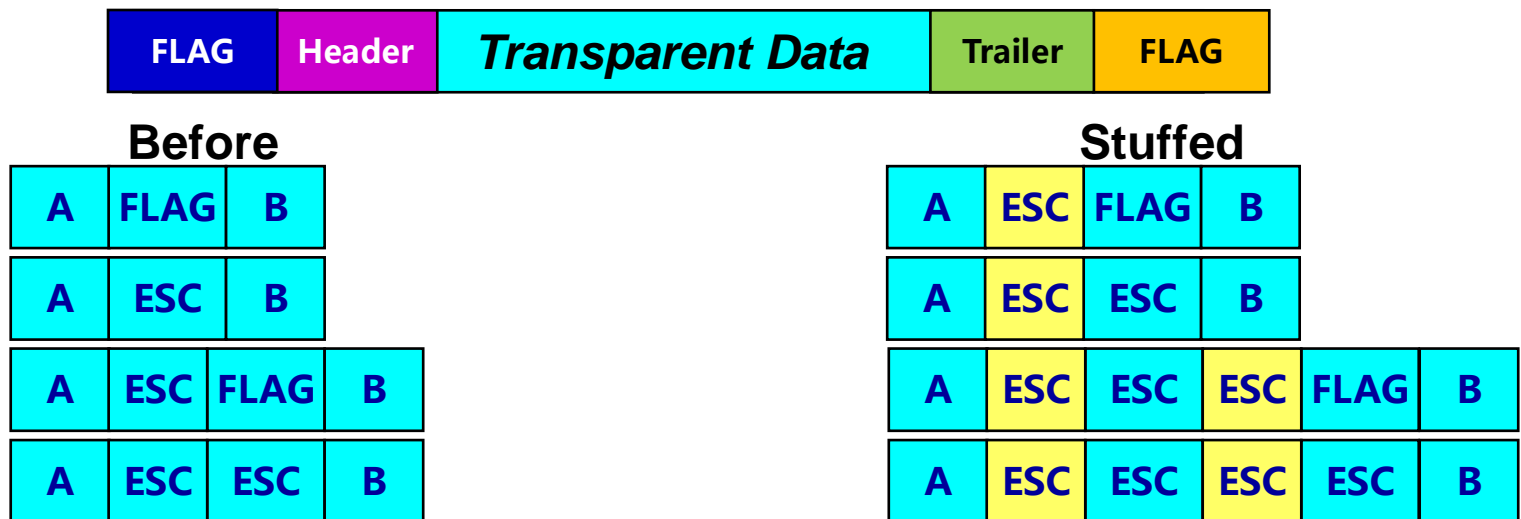 FLAG Header Transparent Data Trailer FLAG
Before Stuffed
A FLAG B A ESC FLAG B
A ESC B A ESC ESC B
A ESC FLAG B A ESC ESC ESC FLAG B
A ESC ESC B A ESC ESC ESC ESC B